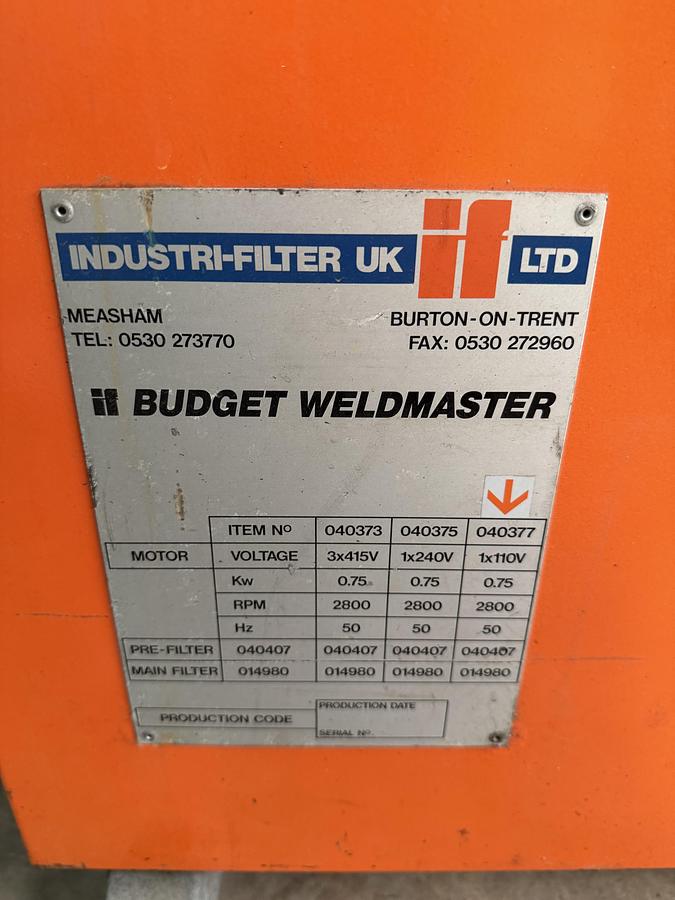 INDUSTRI-FILTER UK if LTD
MEASHAM BURTON-ON-TRENT
TEL: 0530 273770 FAX: 0530 272960
if BUDGET WELDMASTER
ITEM Nº 040373 040375 040377
MOTOR VOLTAGE 3x415V 1x240V 1x110V
Kw 0.75 0.75 0.75
RPM 2800 2800 2800
Hz 50 50 50
PRE-FILTER 040407 040407 040407 040407
MAIN FILTER 014980 014980 014980 014980
PRODUCTION CODE PRODUCTION DATE
SERIAL Nº